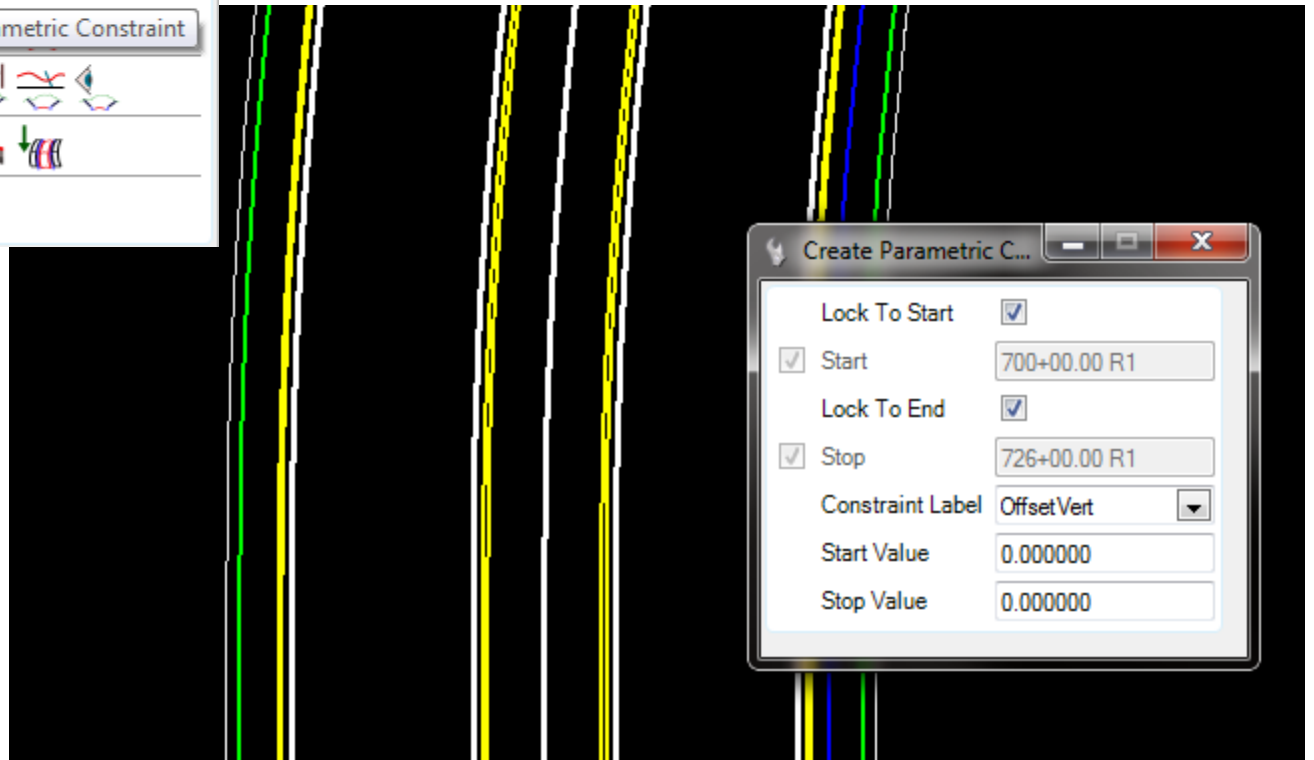 metric Constraint
Create Parametric C...
Lock To Start
Start 700+00.00 R1
Lock To End
Stop 726+00.00 R1
Constraint Label OffsetVert
Start Value 0.000000
Stop Value 0.000000